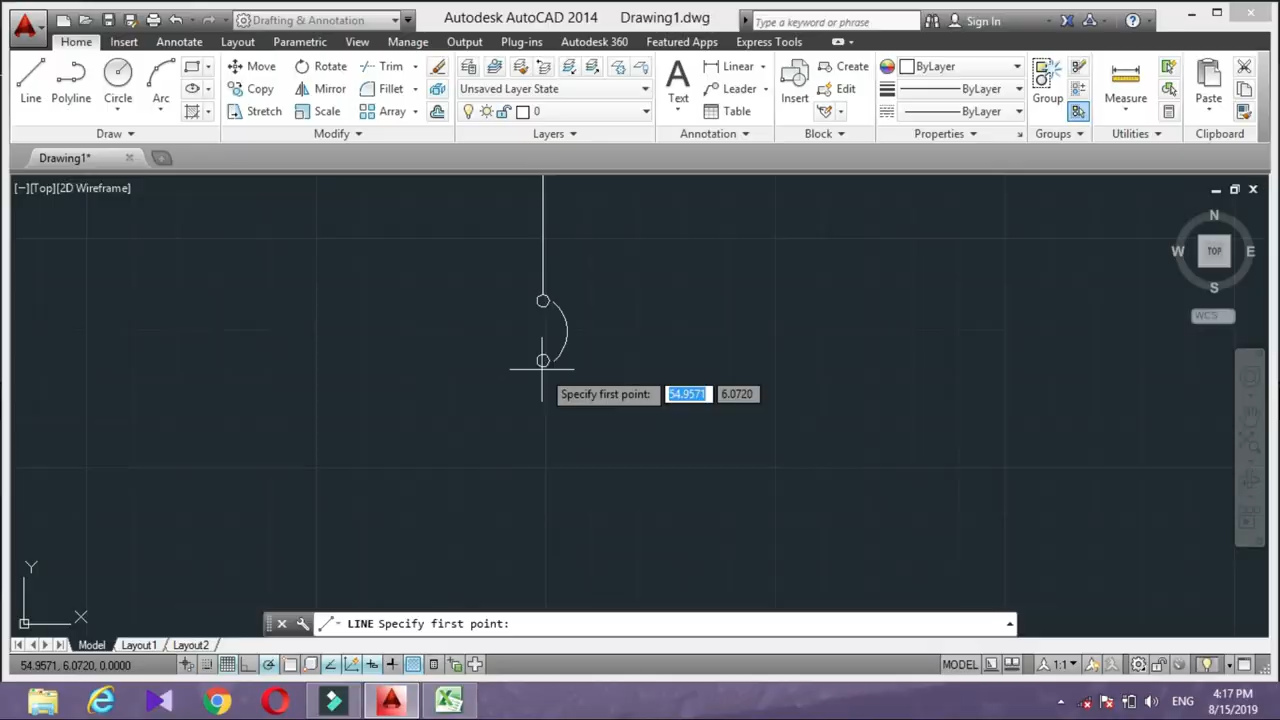 Drafting & Annotation
Autodesk AutoCAD 2014 Drawing1.dwg
Type a keyword or phrase
Sign In
Home Insert Annotate Layout Parametric View Manage Output Plug-ins Autodesk 360 Featured Apps Express Tools
Line Polyline Circle Arc
Move Rotate Trim
Copy Mirror Fillet
Stretch Scale Array
Unsaved Layer State
0
Text
Linear
Leader
Table
Insert
Create
Edit
ByLayer
ByLayer
ByLayer
Group
Measure
Paste
Draw Modify Layers Annotation Block Properties Groups Utilities Clipboard
Drawing1*
[−][Top][2D Wireframe]
N
W TOP E
S
WCS
Specify first point: 54.9571 6.0720
Y
X
LINE Specify first point:
Model Layout1 Layout2
54.9571, 6.0720, 0.0000
MODEL 1:1
ENG
4:17 PM
8/15/2019